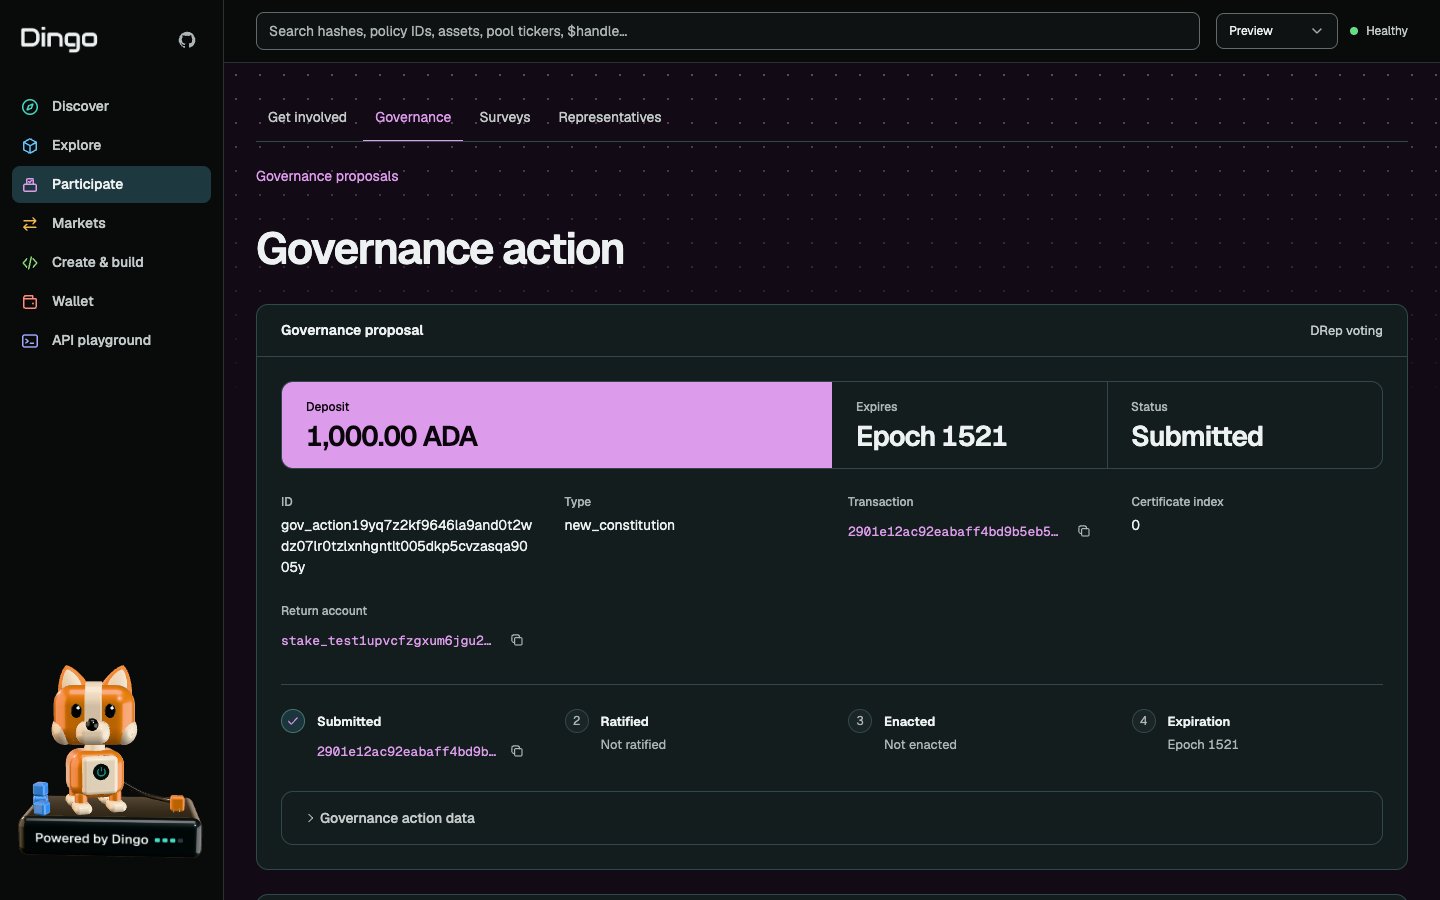 Dingo
Search hashes, policy IDs, assets, pool tickers, $handle...
Preview
Healthy
Discover
Explore
Participate
Markets
Create & build
Wallet
API playground
Get involved
Governance
Surveys
Representatives
Governance proposals
Governance action
Governance proposal
DRep voting
Deposit
1,000.00 ADA
Expires
Epoch 1521
Status
Submitted
ID
gov_action19yq7z2kf9646la9and0t2w
dz07lr0tzlxnhgntlt005dkp5cvzasqa90
05y
Type
new_constitution
Transaction
2901e12ac92eabaff4bd9b5eb5...
Certificate index
0
Return account
stake_test1upvcfzgxum6jgu2...
Submitted
2901e12ac92eabaff4bd9b...
2
Ratified
Not ratified
3
Enacted
Not enacted
4
Expiration
Epoch 1521
Governance action data
Powered by Dingo